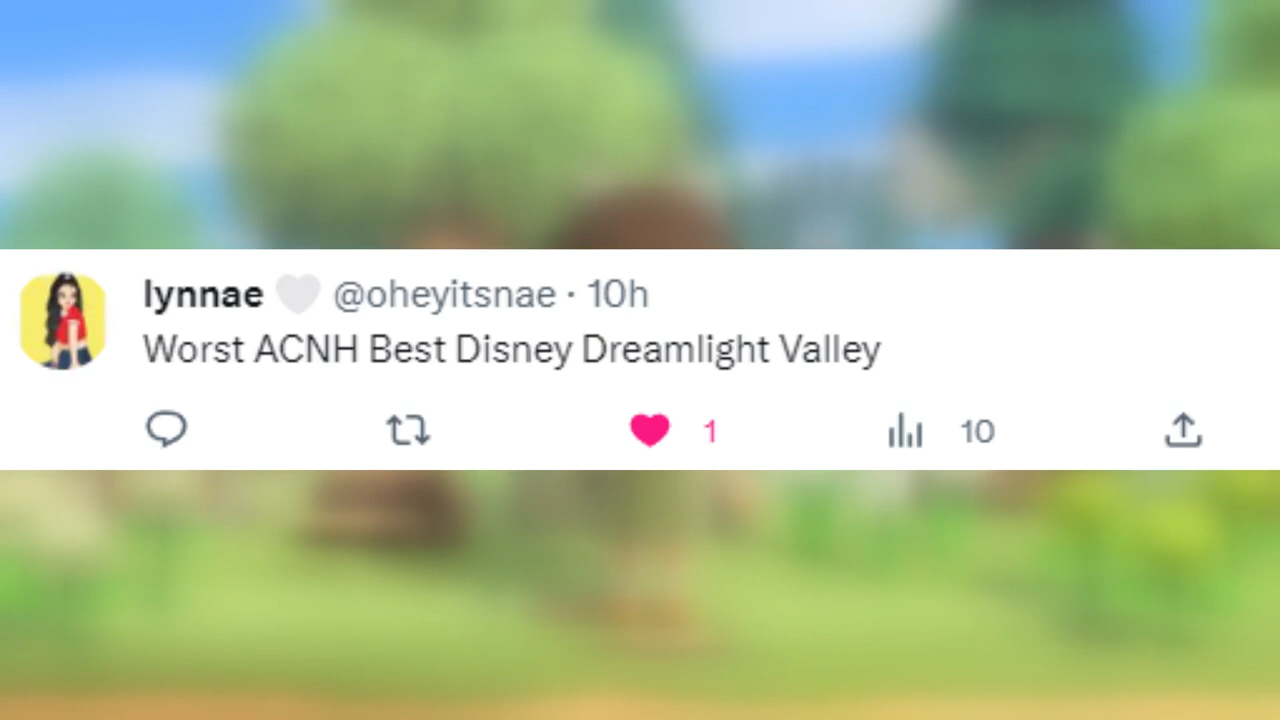 lynnae 🤍 @oheyitsnae · 10h
Worst ACNH Best Disney Dreamlight Valley
1 10